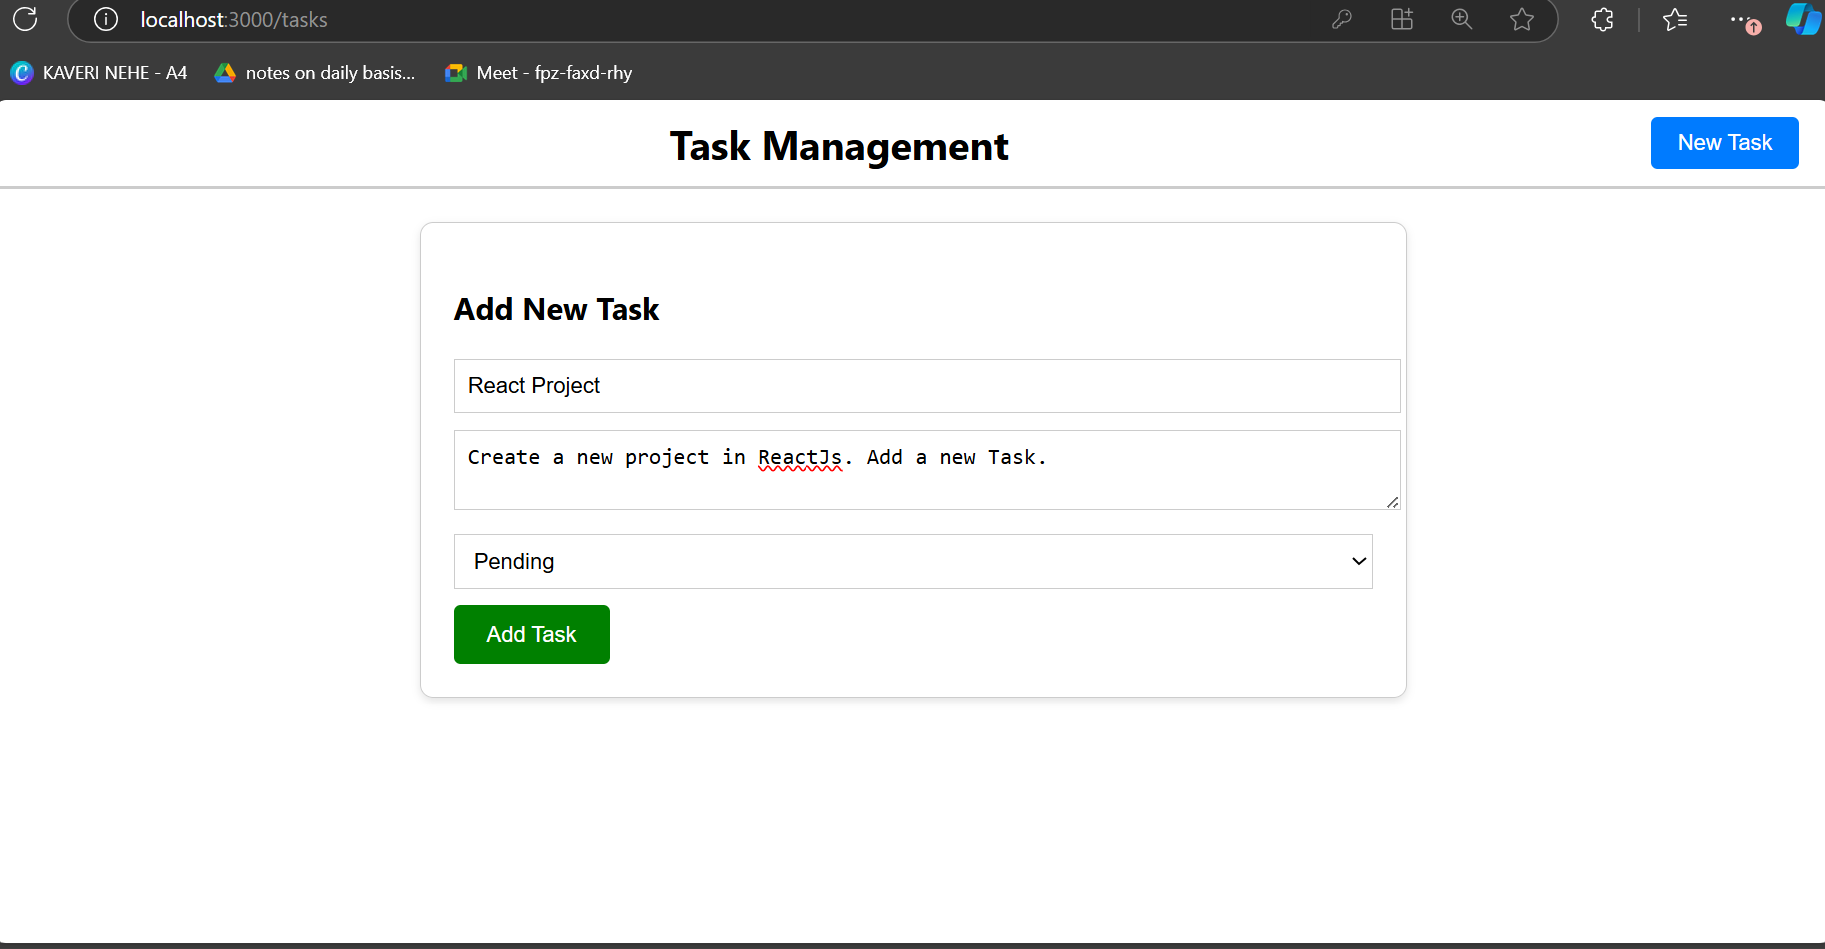 localhost:3000/tasks
KAVERI NEHE - A4 notes on daily basis... Meet - fpz-faxd-rhy
Task Management New Task
Add New Task
React Project
Create a new project in ReactJs. Add a new Task.
Pending
Add Task